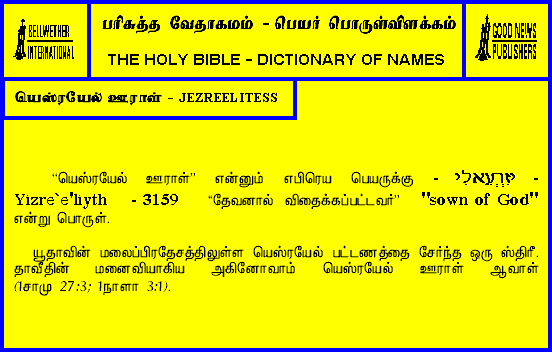 BELLWETHER
INTERNATIONAL
பரிசுத்த வேதாகமம் - பெயர் பொருள்விளக்கம்
THE HOLY BIBLE - DICTIONARY OF NAMES
GOOD NEWS
PUBLISHERS
யெஸ்ரயேல் ஊராள் - JEZREELITESS
“யெஸ்ரயேல் ஊராள்” என்னும் எபிரெய பெயருக்கு - -
Yizre`e'liyth - 3159 “தேவனால் விதைக்கப்பட்டவர்” "sown of God"
என்று பொருள்.
யூதாவின் மலைப்பிரதேசத்திலுள்ள யெஸ்ரயேல் பட்டணத்தை சேர்ந்த ஒரு ஸ்திரீ.
தாவீதின் மனைவியாகிய அகினோவாம் யெஸ்ரயேல் ஊராள் ஆவாள்
(1சாமு 27:3; 1நாளா 3:1).